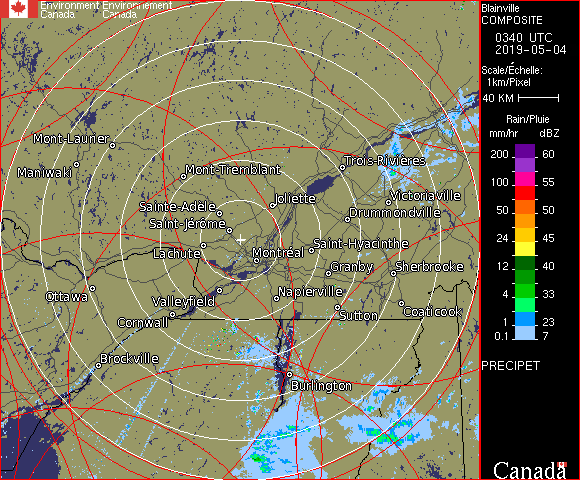 Environment Environnement
Canada Canada
Blainville
COMPOSITE
0340 UTC
2019-05-04
Scale/Échelle:
1km/Pixel
40 KM
Rain/Pluie
mm/hr dBZ
200 60
100 55
50 50
24 45
12 40
4 33
1 23
0.1 7
PRECIPET
Canada
Mont-Laurier
Maniwaki
Mont-Tremblant
Trois-Rivières
Joliette
Victoriaville
Sainte-Adèle
Drummondville
Saint-Jérôme
Saint-Hyacinthe
Lachute
Montréal
Granby
Sherbrooke
Ottawa
Valleyfield
Napierville
Cornwall
Sutton
Coaticook
Brockville
Burlington